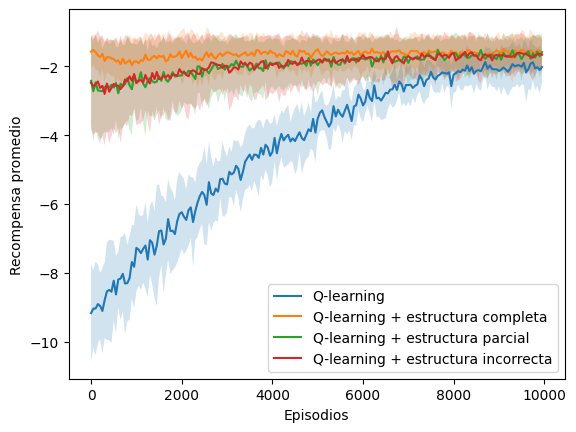 −2
−4
−6
−8
−10
Recompensa promedio
0
2000
4000
6000
8000
10000
Episodios
Q-learning
Q-learning + estructura completa
Q-learning + estructura parcial
Q-learning + estructura incorrecta